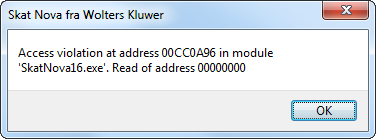 Skat Nova fra Wolters Kluwer
Access violation at address 00CC0A96 in module
'SkatNova16.exe'. Read of address 00000000
OK